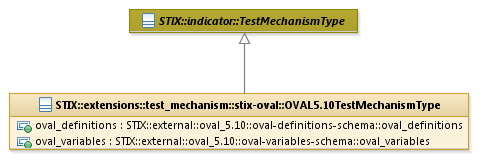 STIX::indicator::TestMechanismType
STIX::extensions::test_mechanism::stix-oval::OVAL5.10TestMechanismType
oval_definitions : STIX::external::oval_5.10::oval-definitions-schema::oval_definitions
oval_variables : STIX::external::oval_5.10::oval-variables-schema::oval_variables